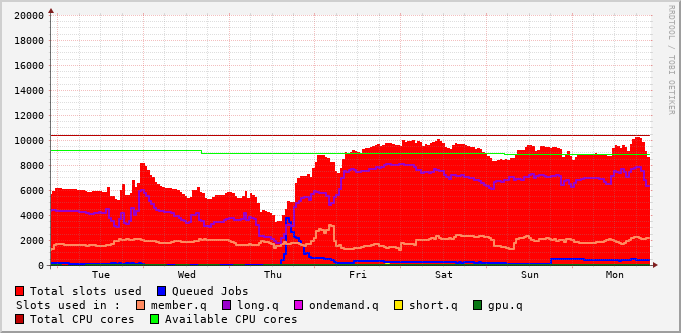 RRDTOOL / TOBI OETIKER
20000
18000
16000
14000
12000
10000
8000
6000
4000
2000
0
Tue Wed Thu Fri Sat Sun Mon
Total slots used Queued Jobs
Slots used in : member.q long.q ondemand.q short.q gpu.q
Total CPU cores Available CPU cores